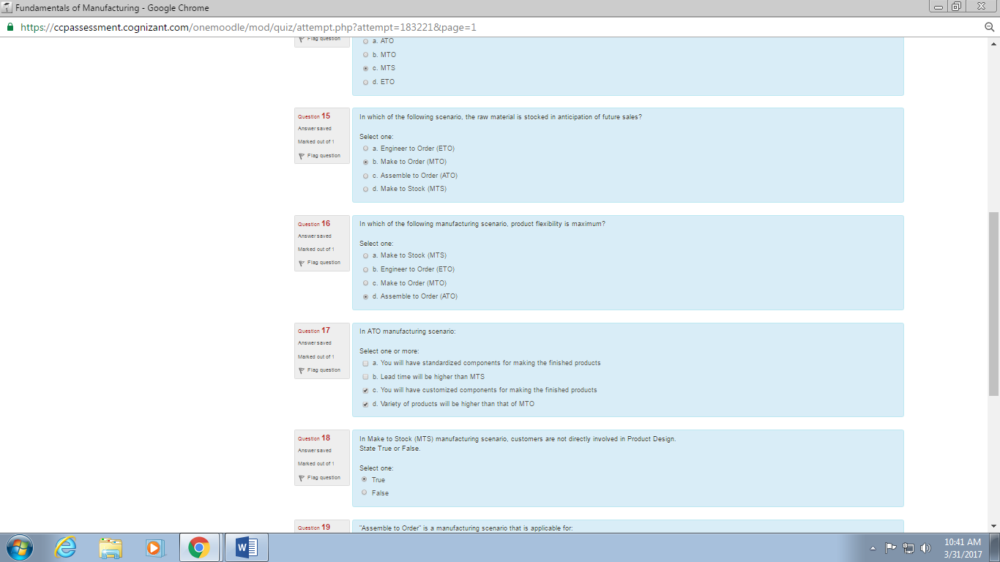 Fundamentals of Manufacturing - Google Chrome
https://ccpassessment.cognizant.com/onemoodle/mod/quiz/attempt.php?attempt=183221&page=1
Flag question
a. ATO
b. MTO
c. MTS
d. ETO
Question 15
Answer saved
Marked out of 1
Flag question
In which of the following scenario, the raw material is stocked in anticipation of future sales?
Select one:
a. Engineer to Order (ETO)
b. Make to Order (MTO)
c. Assemble to Order (ATO)
d. Make to Stock (MTS)
Question 16
Answer saved
Marked out of 1
Flag question
In which of the following manufacturing scenario, product flexibility is maximum?
Select one:
a. Make to Stock (MTS)
b. Engineer to Order (ETO)
c. Make to Order (MTO)
d. Assemble to Order (ATO)
Question 17
Answer saved
Marked out of 1
Flag question
In ATO manufacturing scenario:
Select one or more:
a. You will have standardized components for making the finished products
b. Lead time will be higher than MTS
c. You will have customized components for making the finished products
d. Variety of products will be higher than that of MTO
Question 18
Answer saved
Marked out of 1
Flag question
In Make to Stock (MTS) manufacturing scenario, customers are not directly involved in Product Design.
State True or False.
Select one:
True
False
Question 19
"Assemble to Order" is a manufacturing scenario that is applicable for:
W
10:41 AM
3/31/2017